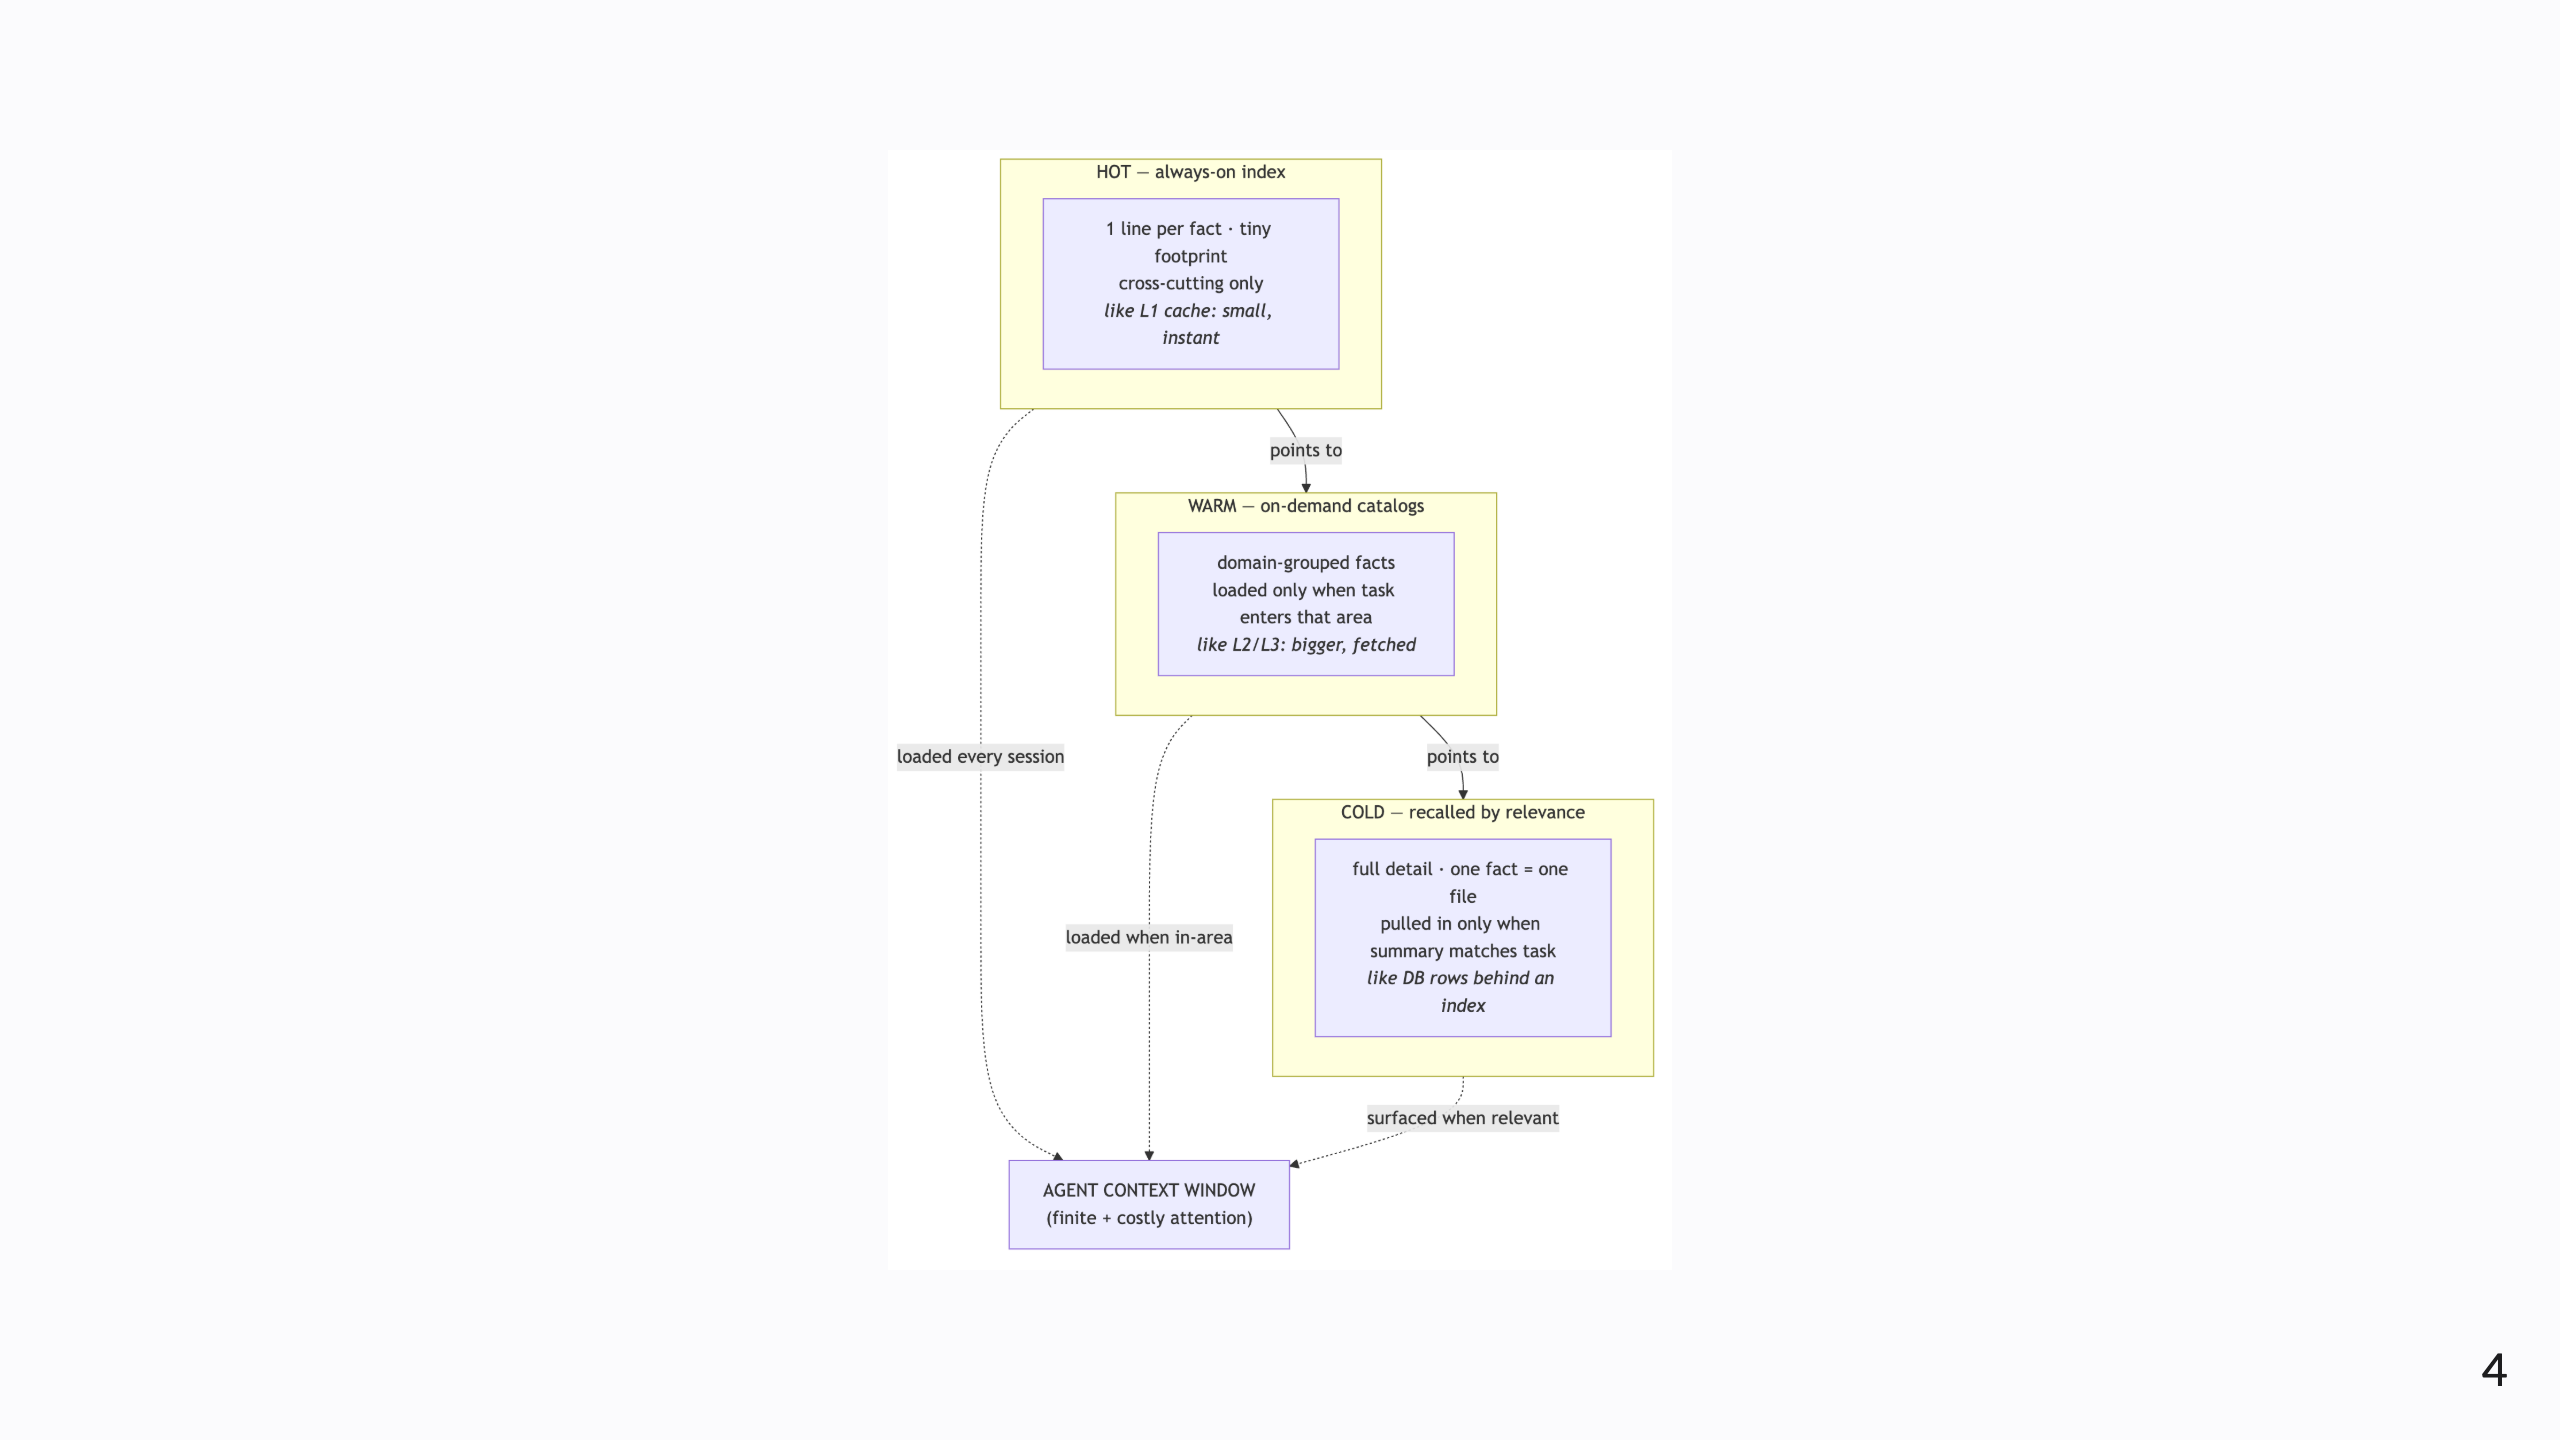 HOT — always-on index
1 line per fact · tiny
footprint
cross-cutting only
like L1 cache: small,
instant
points to
WARM — on-demand catalogs
domain-grouped facts
loaded only when task
enters that area
like L2/L3: bigger, fetched
loaded every session
points to
COLD — recalled by relevance
full detail · one fact = one
file
pulled in only when
summary matches task
like DB rows behind an
index
loaded when in-area
surfaced when relevant
AGENT CONTEXT WINDOW
(finite + costly attention)
4